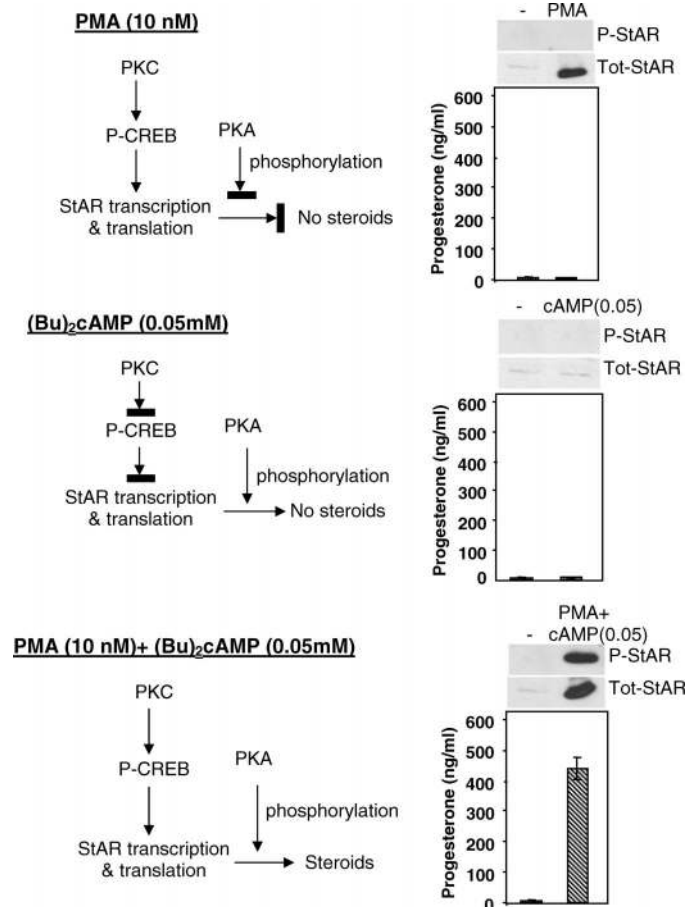 PMA (10 nM)
PKC
P-CREB
PKA
phosphorylation
StAR transcription
& translation
No steroids
- PMA
P-StAR
Tot-StAR
Progesterone (ng/ml)
600
500
400
300
200
100
0
(Bu)₂cAMP (0.05mM)
PKC
P-CREB
PKA
phosphorylation
StAR transcription
& translation
No steroids
- cAMP(0.05)
P-StAR
Tot-StAR
Progesterone (ng/ml)
600
500
400
300
200
100
0
PMA (10 nM)+ (Bu)₂cAMP (0.05mM)
PKC
P-CREB
PKA
phosphorylation
StAR transcription
& translation
Steroids
PMA+
- cAMP(0.05)
P-StAR
Tot-StAR
Progesterone (ng/ml)
600
500
400
300
200
100
0